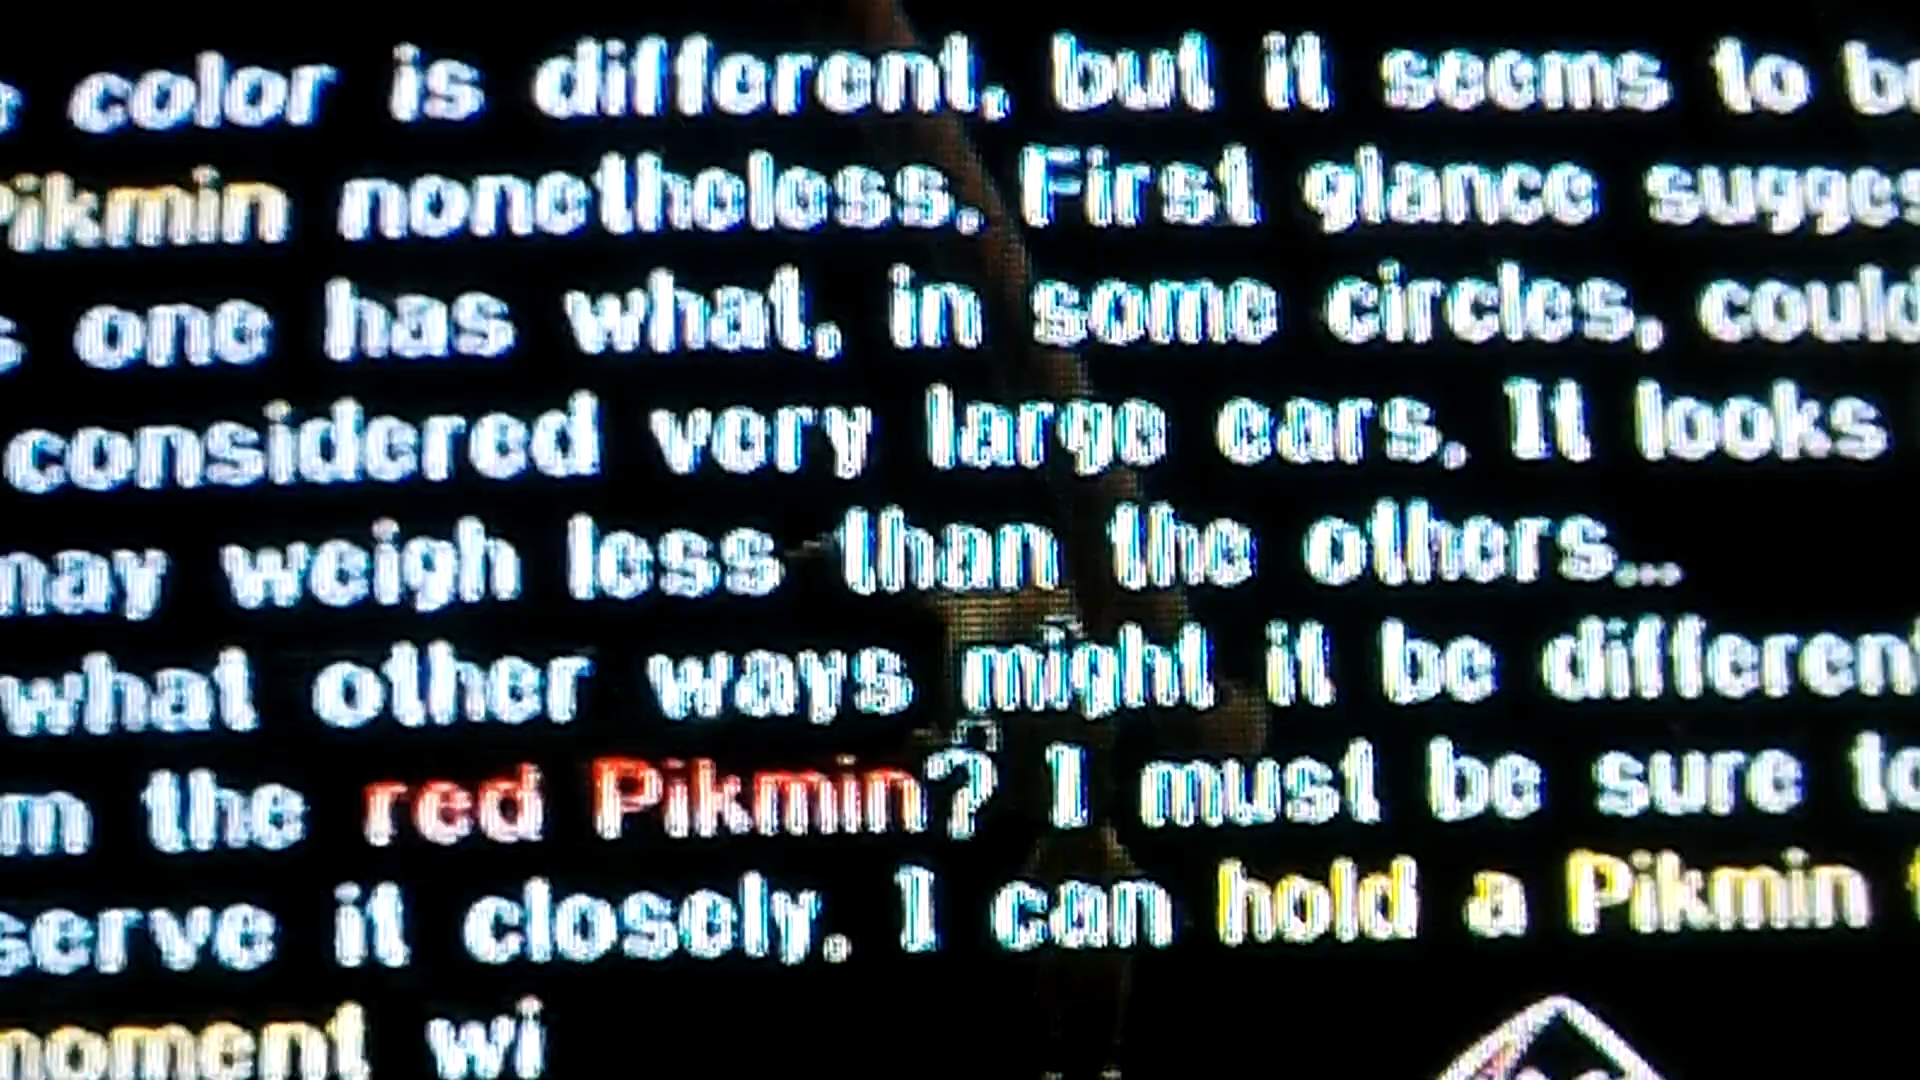 color is different, but it seems to be
Pikmin nonetheless. First glance sugges
s one has what, in some circles, could
considered very large ears. It looks
may weigh less than the others...
what other ways might it be different
m the red Pikmin? I must be sure to
serve it closely. I can hold a Pikmin
moment wi